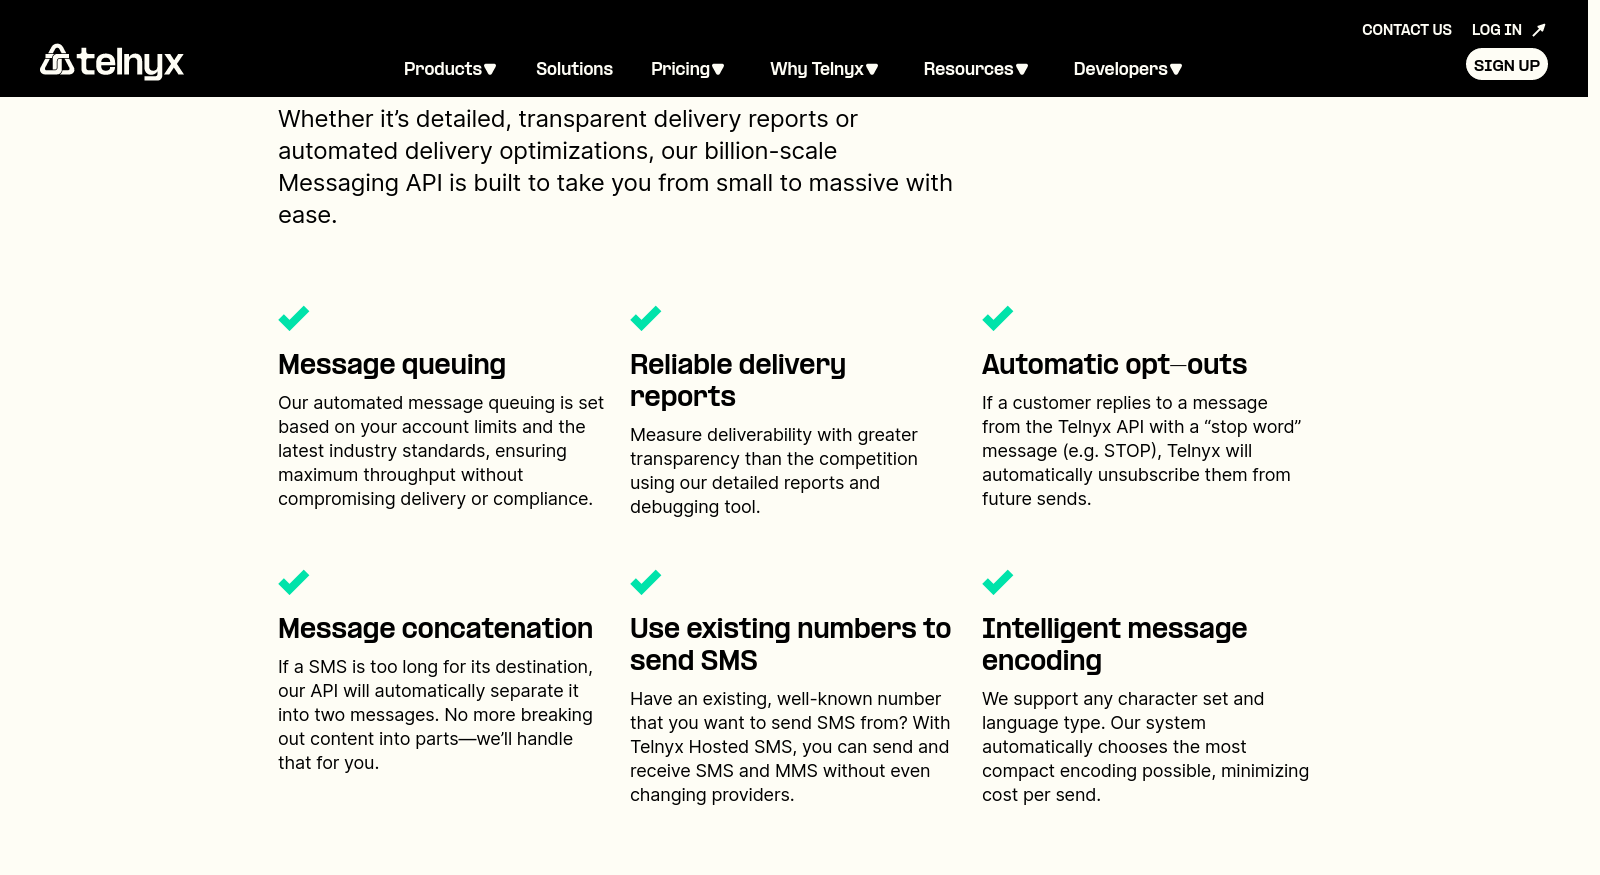 CONTACT US
LOG IN
telnyx
Products
Solutions
Pricing
Why Telnyx
Resources
Developers
SIGN UP
Whether it’s detailed, transparent delivery reports or
automated delivery optimizations, our billion-scale
Messaging API is built to take you from small to massive with
ease.
Message queuing
Our automated message queuing is set
based on your account limits and the
latest industry standards, ensuring
maximum throughput without
compromising delivery or compliance.
Reliable delivery
reports
Measure deliverability with greater
transparency than the competition
using our detailed reports and
debugging tool.
Automatic opt-outs
If a customer replies to a message
from the Telnyx API with a “stop word”
message (e.g. STOP), Telnyx will
automatically unsubscribe them from
future sends.
Message concatenation
If a SMS is too long for its destination,
our API will automatically separate it
into two messages. No more breaking
out content into parts—we’ll handle
that for you.
Use existing numbers to
send SMS
Have an existing, well-known number
that you want to send SMS from? With
Telnyx Hosted SMS, you can send and
receive SMS and MMS without even
changing providers.
Intelligent message
encoding
We support any character set and
language type. Our system
automatically chooses the most
compact encoding possible, minimizing
cost per send.